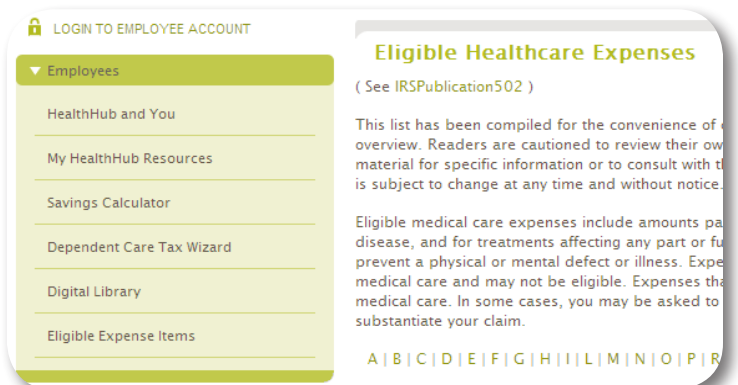 LOGIN TO EMPLOYEE ACCOUNT
Employees
HealthHub and You
My HealthHub Resources
Savings Calculator
Dependent Care Tax Wizard
Digital Library
Eligible Expense Items
Eligible Healthcare Expenses
( See IRSPublication502 )
This list has been compiled for the convenience of
overview. Readers are cautioned to review their ow
material for specific information or to consult with
is subject to change at any time and without notice.
Eligible medical care expenses include amounts pa
disease, and for treatments affecting any part or fu
prevent a physical or mental defect or illness. Expe
medical care and may not be eligible. Expenses tha
medical care. In some cases, you may be asked to
substantiate your claim.
A | B | C | D | E | F | G | H | I | L | M | N | O | P | R